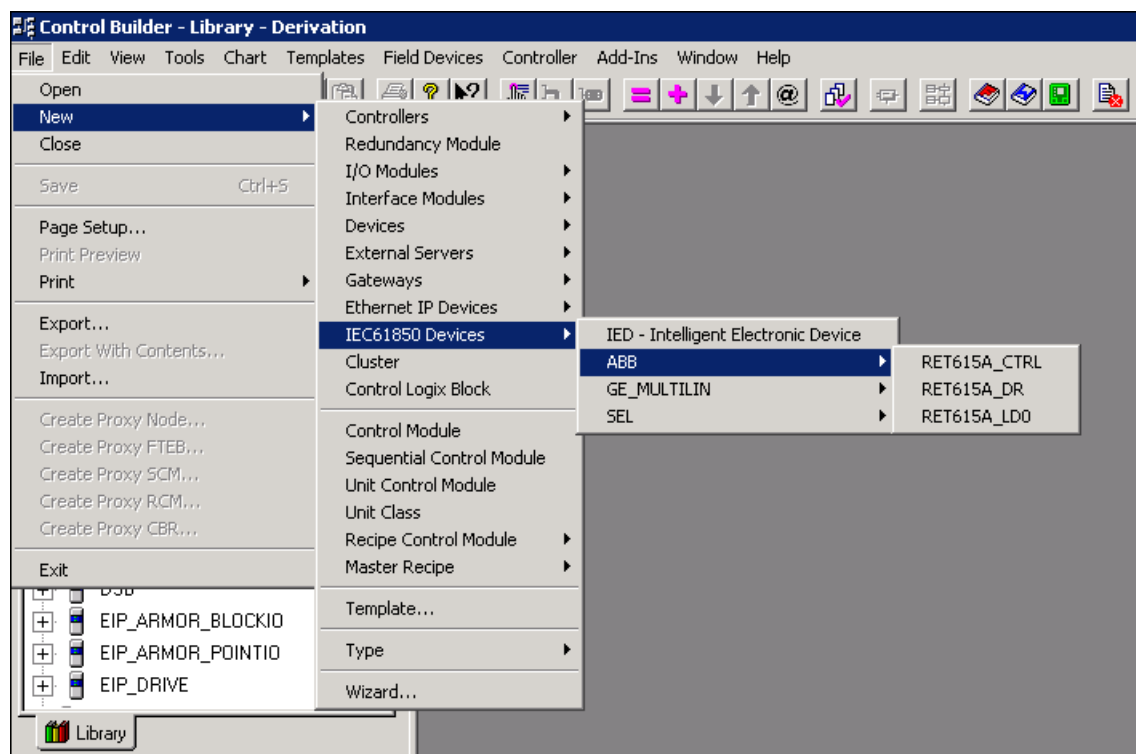 Control Builder - Library - Derivation
File Edit View Tools Chart Templates Field Devices Controller Add-Ins Window Help
Open
New
Close
Save Ctrl+S
Page Setup...
Print Preview
Print
Export...
Export With Contents...
Import...
Create Proxy Node...
Create Proxy FTEB...
Create Proxy SCM...
Create Proxy RCM...
Create Proxy CBR...
Exit
Controllers
Redundancy Module
I/O Modules
Interface Modules
Devices
External Servers
Gateways
Ethernet IP Devices
IEC61850 Devices
Cluster
Control Logix Block
Control Module
Sequential Control Module
Unit Control Module
Unit Class
Recipe Control Module
Master Recipe
Template...
Type
Wizard...
IED - Intelligent Electronic Device
ABB
GE_MULTILIN
SEL
RET615A_CTRL
RET615A_DR
RET615A_LD0
EIP_ARMOR_BLOCKIO
EIP_ARMOR_POINTIO
EIP_DRIVE
Library